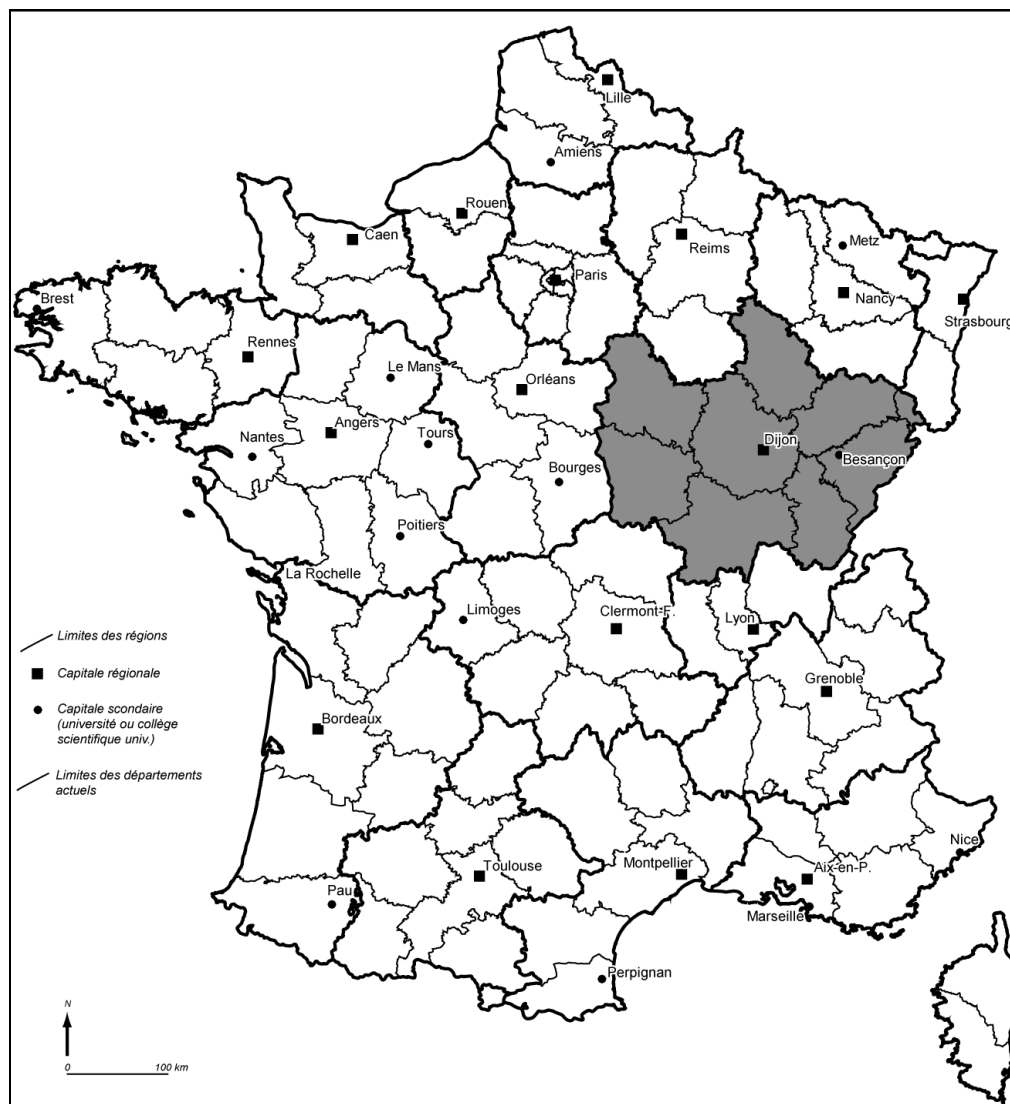 Lille
Amiens
Rouen
Caen
Reims
Metz
Paris
Nancy
Brest
Strasbourg
Rennes
Le Mans
Orléans
Angers
Tours
Nantes
Dijon
Besançon
Bourges
Poitiers
La Rochelle
Limoges
Clermont-F.
Lyon
Limites des régions
Capitale régionale
Grenoble
Capitale scondaire
(université ou collège
scientifique univ.)
Bordeaux
Limites des départements
actuels
Nice
Toulouse
Montpellier
Aix-en-P.
Pau
Marseille
Perpignan
N
0 100 km